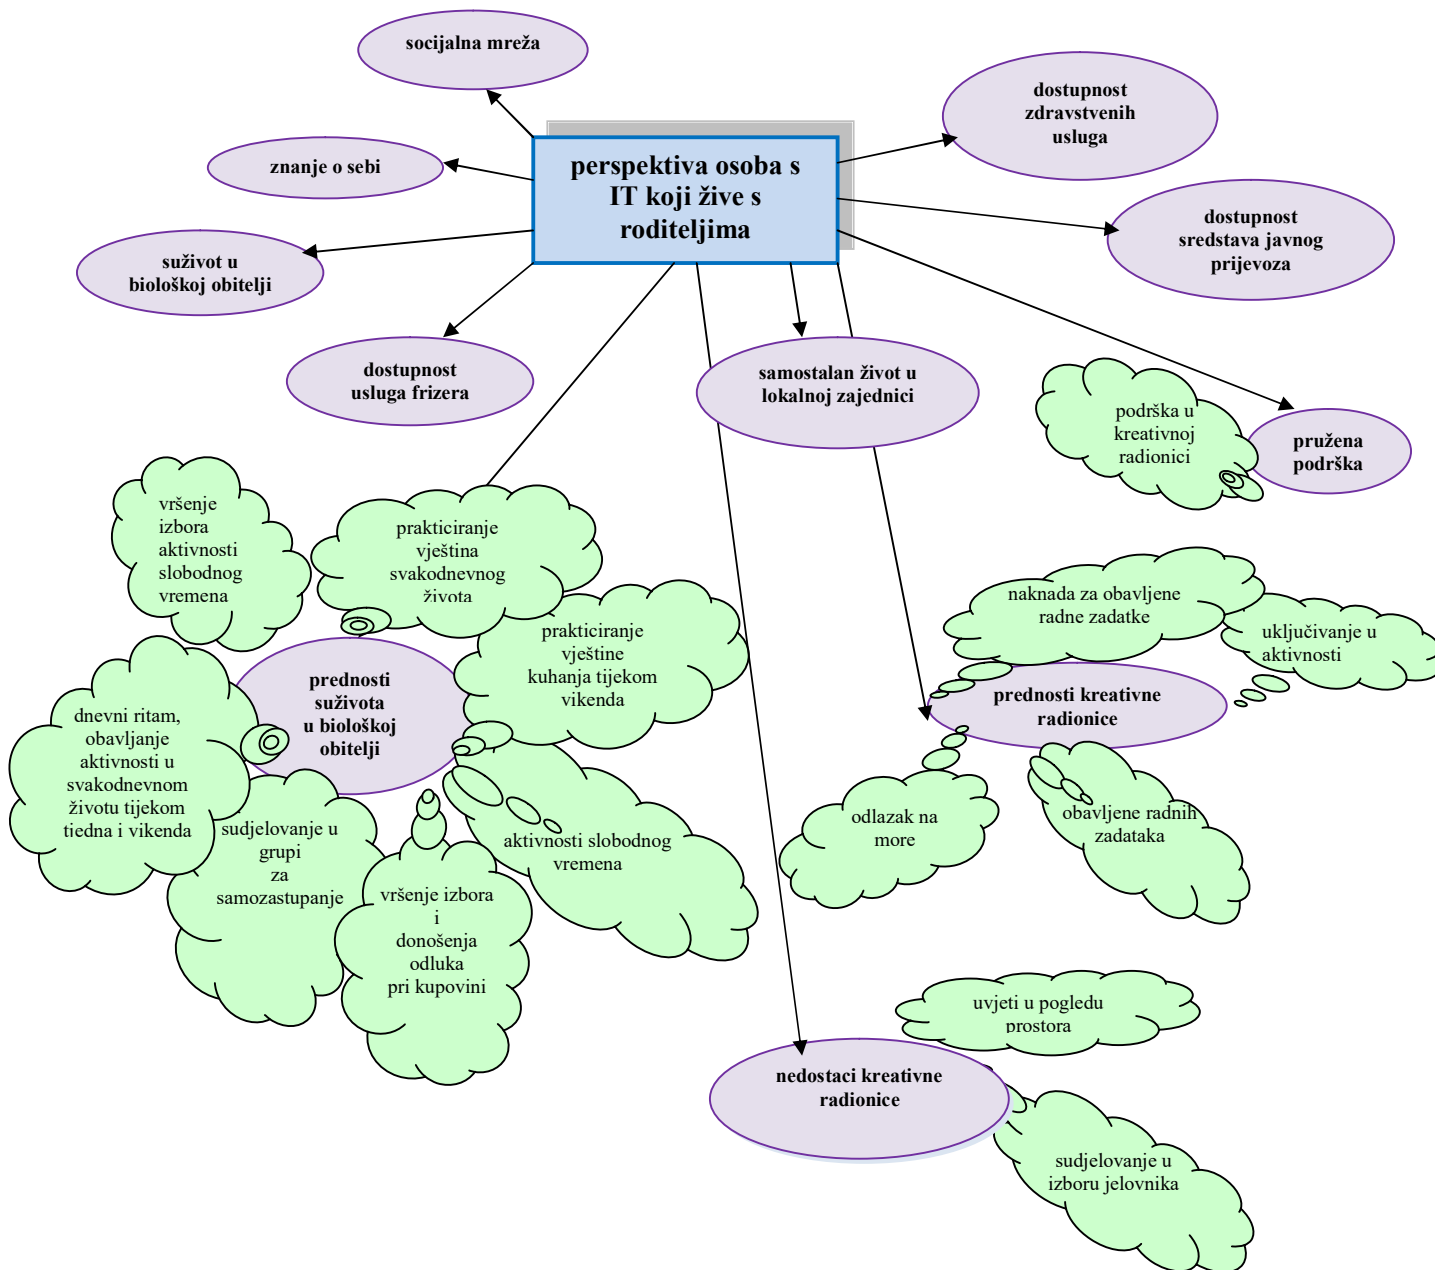 socijalna mreža
dostupnost
zdravstvenih
usluga
perspektiva osoba s
IT koji žive s
roditeljima
znanje o sebi
dostupnost
sredstava javnog
prijevoza
suživot u
biološkoj obitelji
dostupnost
usluga frizera
samostalan život u
lokalnoj zajednici
podrška u
kreativnoj
radionici
pružena
podrška
vršenje
izbora
aktivnosti
slobodnog
vremena
prakticiranje
vještina
svakodnevnog
života
naknada za obavljene
radne zadatke
uključivanje u
aktivnosti
prakticiranje
vještine
kuhanja tijekom
vikenda
prednosti
suživota
u biološkoj
obitelji
prednosti kreativne
radionice
dnevni ritam,
obavljanje
aktivnosti u
svakodnevnom
životu tijekom
tiedna i vikenda
sudjelovanje u
grupi
za
samozastupanje
aktivnosti slobodnog
vremena
odlazak na
more
obavljene radnih
zadataka
vršenje izbora
i
donošenja
odluka
pri kupovini
uvjeti u pogledu
prostora
nedostaci kreativne
radionice
sudjelovanje u
izboru jelovnika